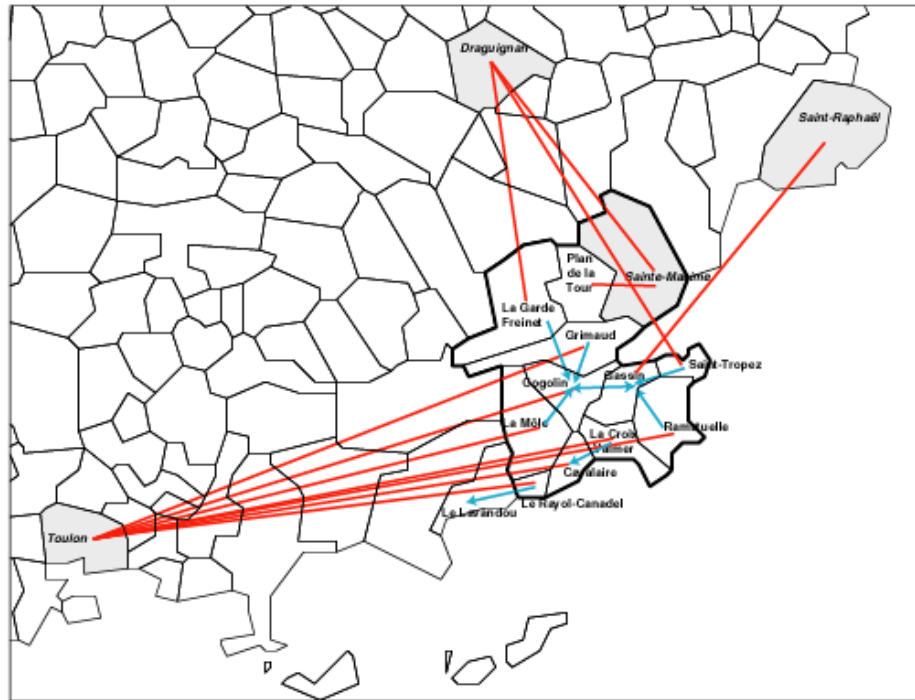 Draguignan
Saint-Raphaël
Plan
de la
Tour
Sainte-Maxime
La Garde
Freinet
Grimaud
Cogolin
Gassin
Saint-Tropez
La Môle
La Croix
Valmer
Ramatuelle
Cavalaire
Le Lavandou
Le Rayol-Canadel
Toulon